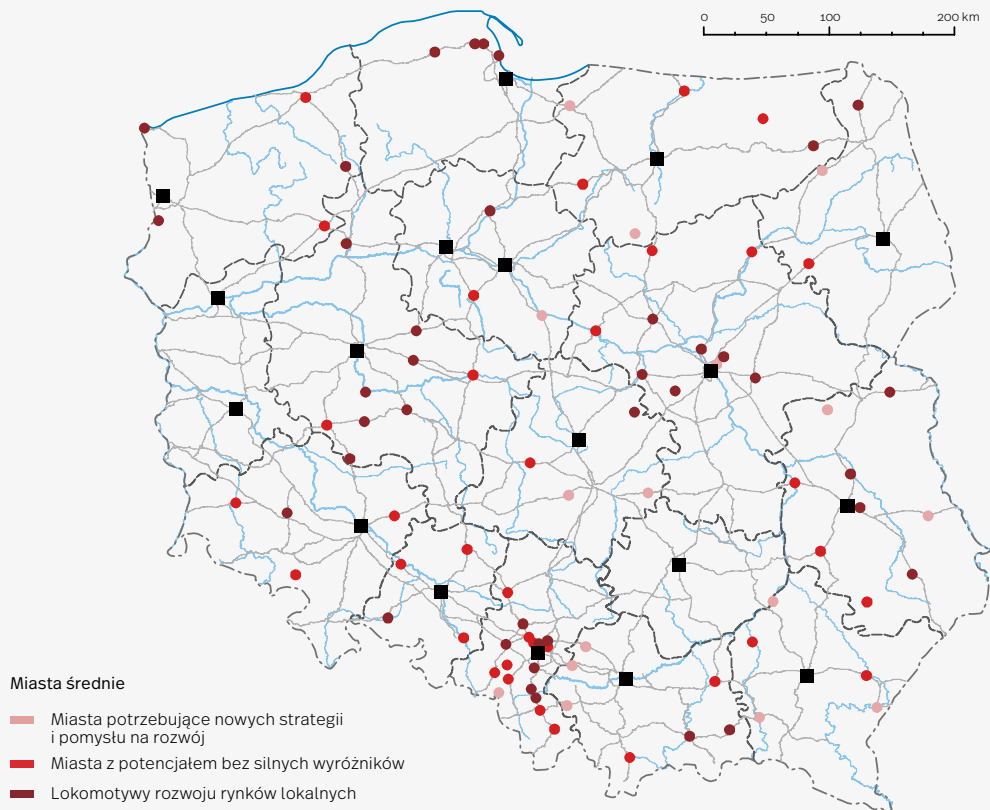 0 50 100 200 km
Miasta średnie
Miasta potrzebujące nowych strategii
i pomysłu na rozwój
Miasta z potencjałem bez silnych wyróżników
Lokomotywy rozwoju rynków lokalnych